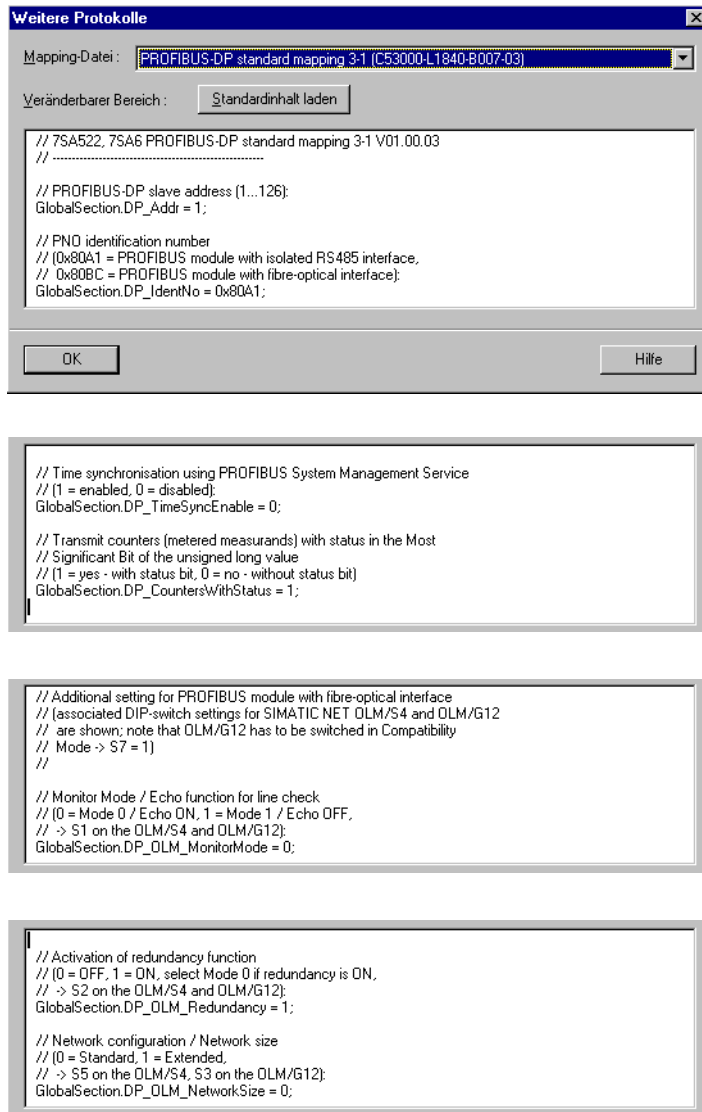 Weitere Protokolle
Mapping-Datei : PROFIBUS-DP standard mapping 3-1 (C53000-L1840-B007-03)
Veränderbarer Bereich : Standardinhalt laden
// 7SA522, 7SA6 PROFIBUS-DP standard mapping 3-1 V01.00.03
// -------------------------------------------------------
// PROFIBUS-DP slave address (1...126):
GlobalSection.DP_Addr = 1;
// PNO identification number
// (0x80A1 = PROFIBUS module with isolated RS485 interface,
// 0x80BC = PROFIBUS module with fibre-optical interface):
GlobalSection.DP_IdentNo = 0x80A1;
OK Hilfe
// Time synchronisation using PROFIBUS System Management Service
// (1 = enabled, 0 = disabled):
GlobalSection.DP_TimeSyncEnable = 0;
// Transmit counters (metered measurands) with status in the Most
// Significant Bit of the unsigned long value
// (1 = yes - with status bit, 0 = no - without status bit)
GlobalSection.DP_CountersWithStatus = 1;
// Additional setting for PROFIBUS module with fibre-optical interface
// (associated DIP-switch settings for SIMATIC NET OLM/S4 and OLM/G12
// are shown; note that OLM/G12 has to be switched in Compatibility
// Mode -> S7 = 1)
//
// Monitor Mode / Echo function for line check
// (0 = Mode 0 / Echo ON, 1 = Mode 1 / Echo OFF,
// -> S1 on the OLM/S4 and OLM/G12):
GlobalSection.DP_OLM_MonitorMode = 0;
// Activation of redundancy function
// (0 = OFF, 1 = ON, select Mode 0 if redundancy is ON,
// -> S2 on the OLM/S4 and OLM/G12):
GlobalSection.DP_OLM_Redundancy = 1;
// Network configuration / Network size
// (0 = Standard, 1 = Extended,
// -> S5 on the OLM/S4, S3 on the OLM/G12):
GlobalSection.DP_OLM_NetworkSize = 0;